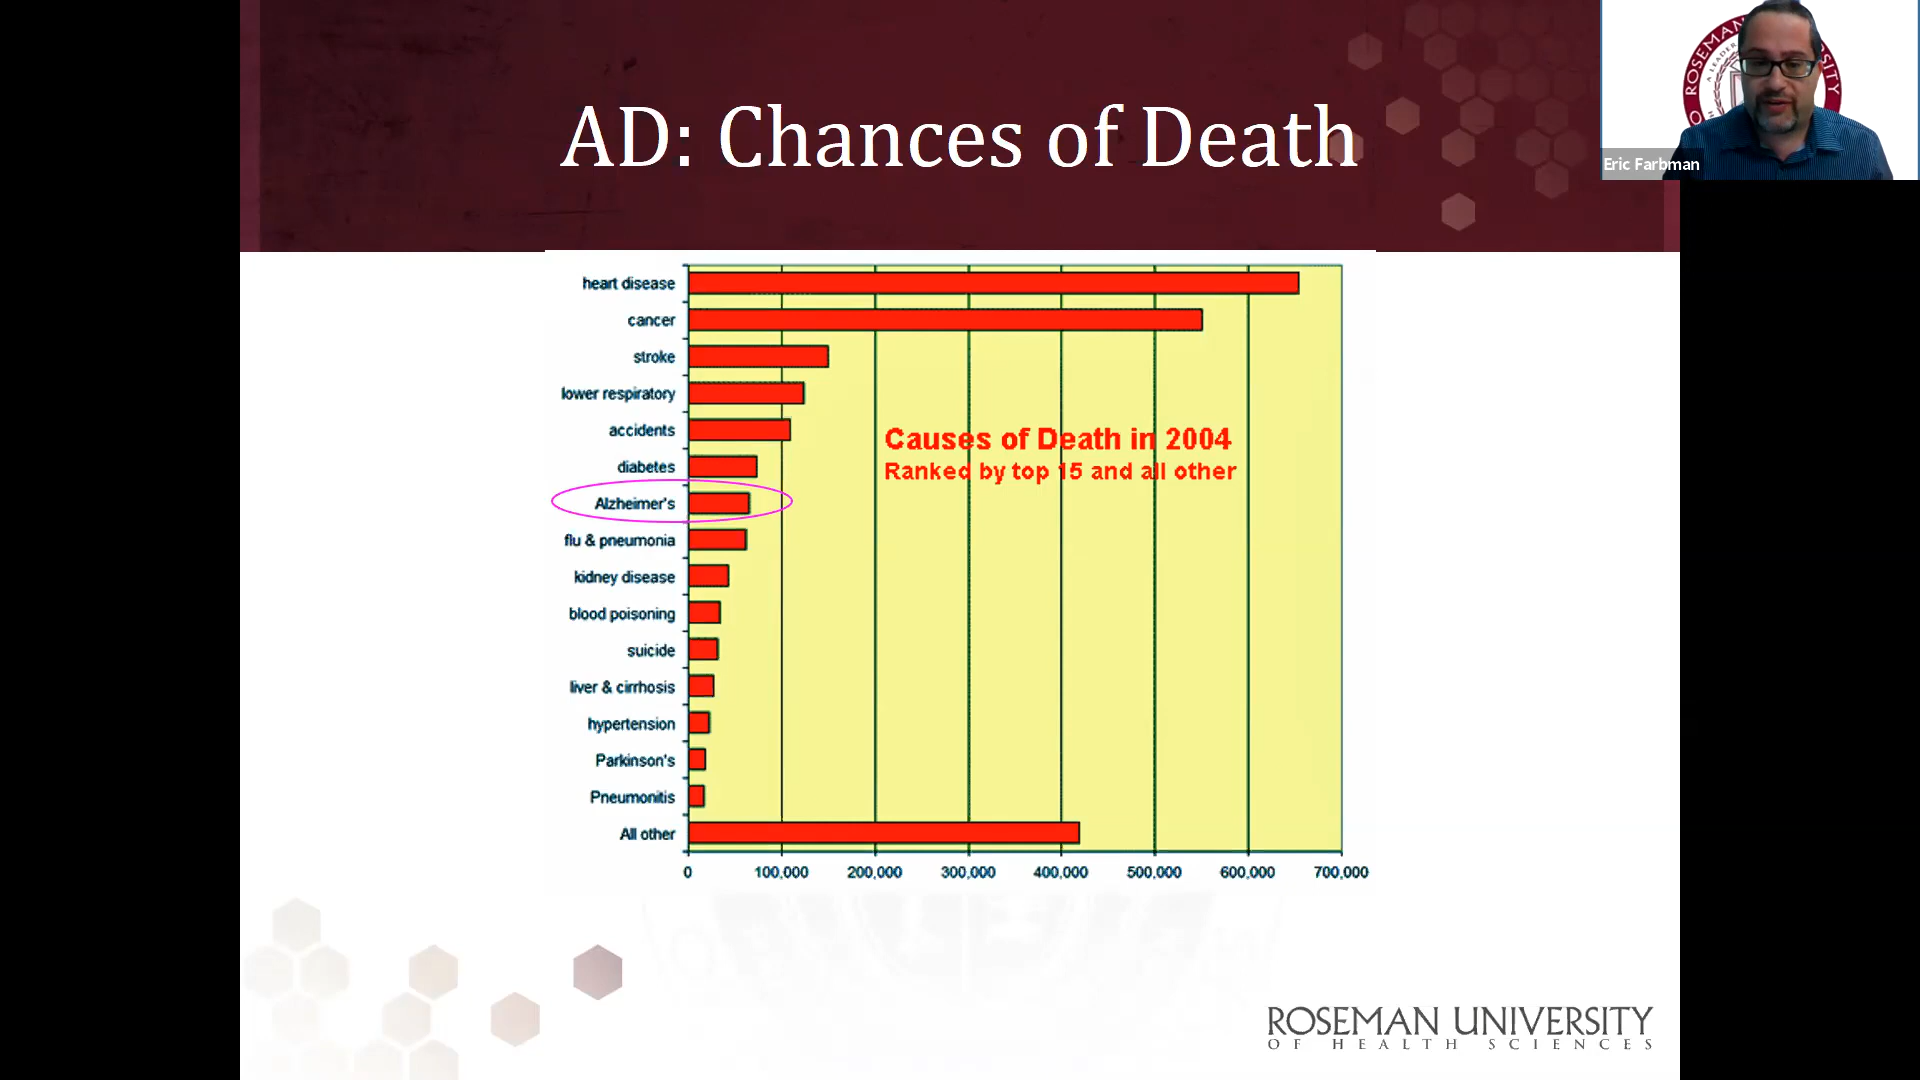 AD: Chances of Death
ROSEMAN
UNIVERSITY
Eric Farbman
heart disease
cancer
stroke
lower respiratory
accidents
diabetes
Alzheimer's
flu & pneumonia
kidney disease
blood poisoning
suicide
liver & cirrhosis
hypertension
Parkinson's
Pneumonitis
All other
Causes of Death in 2004
Ranked by top 15 and all other
0 100,000 200,000 300,000 400,000 500,000 600,000 700,000
ROSEMAN UNIVERSITY
OF HEALTH SCIENCES